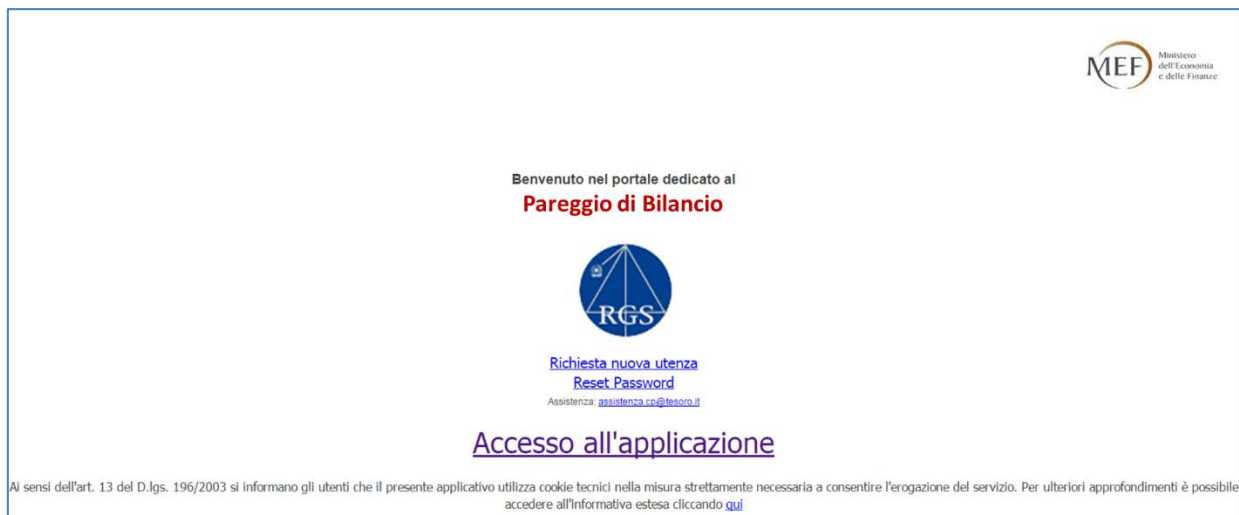 MEF
Ministero
dell'Economia
e delle Finanze
Benvenuto nel portale dedicato al
Pareggio di Bilancio
RGS
Richiesta nuova utenza
Reset Password
Assistenza: assistenza.cp@tesoro.it
Accesso all'applicazione
Ai sensi dell'art. 13 del D.lgs. 196/2003 si informano gli utenti che il presente applicativo utilizza cookie tecnici nella misura strettamente necessaria a consentire l'erogazione del servizio. Per ulteriori approfondimenti è possibile
accedere all'informativa estesa cliccando qui